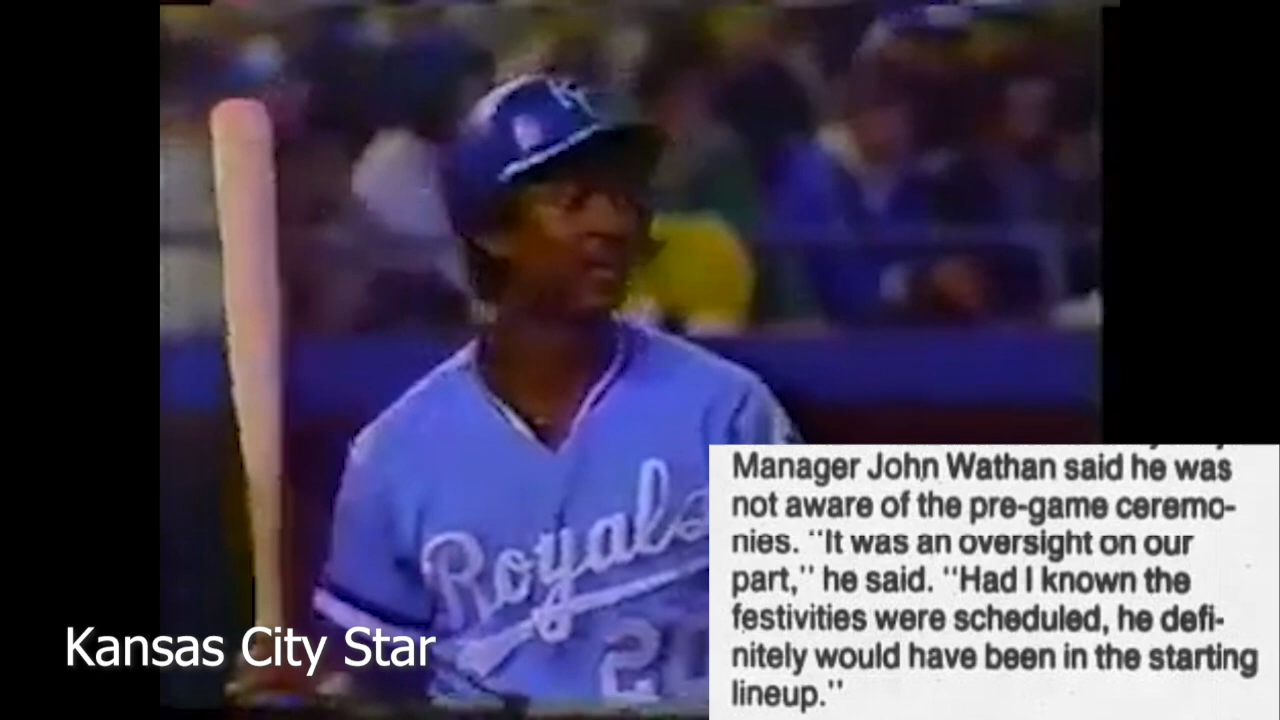 KC
Royals
20
Manager John Wathan said he was
not aware of the pre-game ceremo-
nies. “It was an oversight on our
part,” he said. “Had I known the
festivities were scheduled, he defi-
nitely would have been in the starting
lineup.”
Kansas City Star